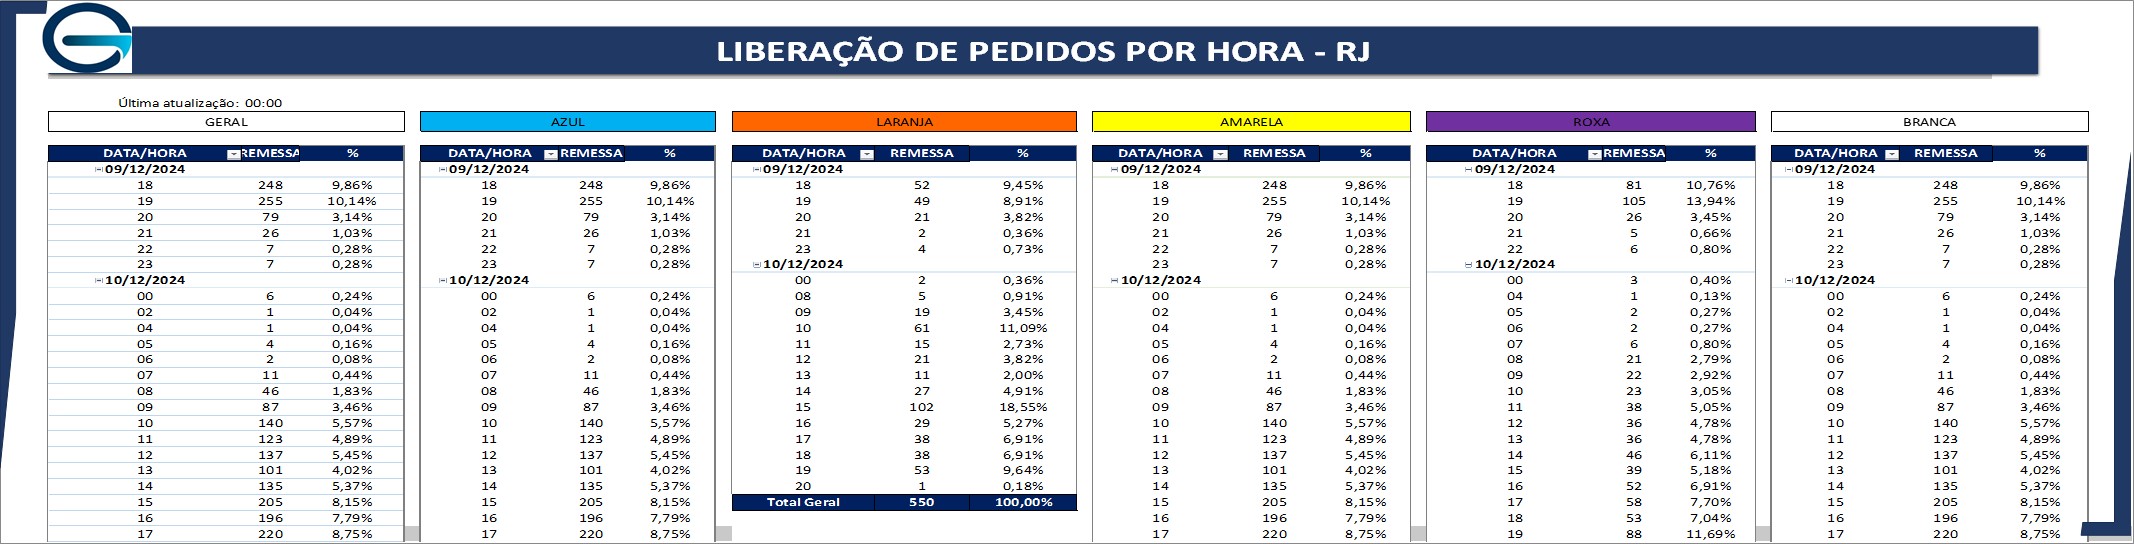 LIBERAÇÃO DE PEDIDOS POR HORA - RJ
Última atualização: 00:00
GERAL AZUL LARANJA AMARELA ROXA BRANCA
DATA/HORA REMESSA % DATA/HORA REMESSA % DATA/HORA REMESSA % DATA/HORA REMESSA % DATA/HORA REMESSA % DATA/HORA REMESSA %
09/12/2024 09/12/2024 09/12/2024 09/12/2024 09/12/2024 09/12/2024
18 248 9,86% 18 248 9,86% 18 52 9,45% 18 248 9,86% 18 81 10,76% 18 248 9,86%
19 255 10,14% 19 255 10,14% 19 49 8,91% 19 255 10,14% 19 105 13,94% 19 255 10,14%
20 79 3,14% 20 79 3,14% 20 21 3,82% 20 79 3,14% 20 26 3,45% 20 79 3,14%
21 26 1,03% 21 26 1,03% 21 2 0,36% 21 26 1,03% 21 5 0,66% 21 26 1,03%
22 7 0,28% 22 7 0,28% 23 4 0,73% 22 7 0,28% 22 6 0,80% 22 7 0,28%
23 7 0,28% 23 7 0,28% 10/12/2024 23 7 0,28% 10/12/2024 23 7 0,28%
10/12/2024 10/12/2024 00 2 0,36% 10/12/2024 00 3 0,40% 10/12/2024
00 6 0,24% 00 6 0,24% 08 5 0,91% 00 6 0,24% 04 1 0,13% 00 6 0,24%
02 1 0,04% 02 1 0,04% 09 19 3,45% 02 1 0,04% 05 2 0,27% 02 1 0,04%
04 1 0,04% 04 1 0,04% 10 61 11,09% 04 1 0,04% 06 2 0,27% 04 1 0,04%
05 4 0,16% 05 4 0,16% 11 15 2,73% 05 4 0,16% 07 6 0,80% 05 4 0,16%
06 2 0,08% 06 2 0,08% 12 21 3,82% 06 2 0,08% 08 21 2,79% 06 2 0,08%
07 11 0,44% 07 11 0,44% 13 11 2,00% 07 11 0,44% 09 22 2,92% 07 11 0,44%
08 46 1,83% 08 46 1,83% 14 27 4,91% 08 46 1,83% 10 23 3,05% 08 46 1,83%
09 87 3,46% 09 87 3,46% 15 102 18,55% 09 87 3,46% 11 38 5,05% 09 87 3,46%
10 140 5,57% 10 140 5,57% 16 29 5,27% 10 140 5,57% 12 36 4,78% 10 140 5,57%
11 123 4,89% 11 123 4,89% 17 38 6,91% 11 123 4,89% 13 36 4,78% 11 123 4,89%
12 137 5,45% 12 137 5,45% 18 38 6,91% 12 137 5,45% 14 46 6,11% 12 137 5,45%
13 101 4,02% 13 101 4,02% 19 53 9,64% 13 101 4,02% 15 39 5,18% 13 101 4,02%
14 135 5,37% 14 135 5,37% 20 1 0,18% 14 135 5,37% 16 52 6,91% 14 135 5,37%
15 205 8,15% 15 205 8,15% Total Geral 550 100,00% 15 205 8,15% 17 58 7,70% 15 205 8,15%
16 196 7,79% 16 196 7,79% 16 196 7,79% 18 53 7,04% 16 196 7,79%
17 220 8,75% 17 220 8,75% 17 220 8,75% 19 88 11,69% 17 220 8,75%